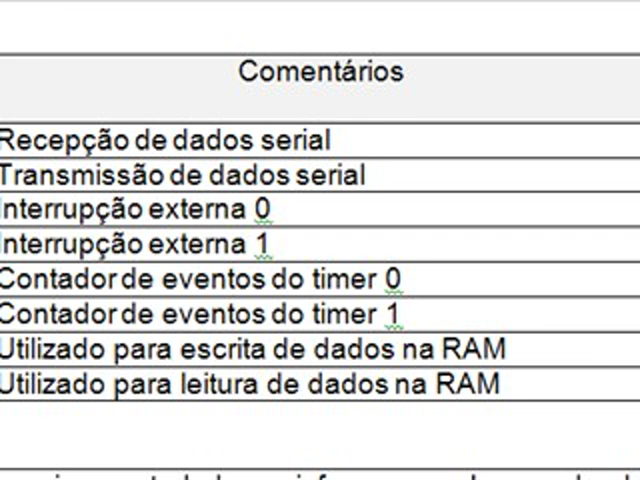 Comentários
Recepção de dados serial
Transmissão de dados serial
Interrupção externa 0
Interrupção externa 1
Contador de eventos do timer 0
Contador de eventos do timer 1
Utilizado para escrita de dados na RAM
Utilizado para leitura de dados na RAM